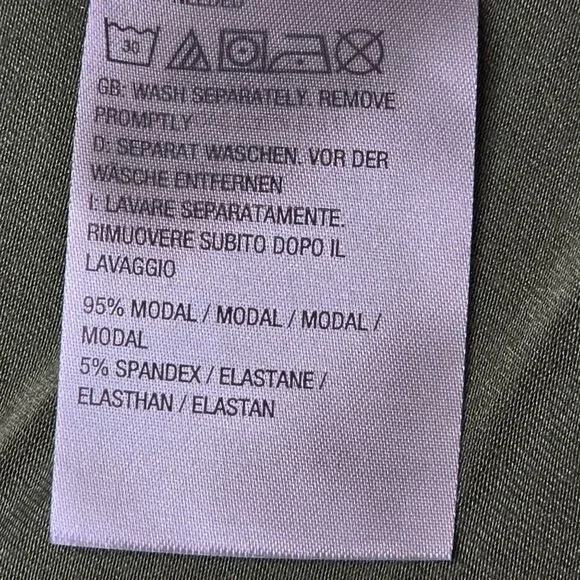 NEEDED
30
GB: WASH SEPARATELY. REMOVE
PROMPTLY
D: SEPARAT WASCHEN. VOR DER
WÄSCHE ENTFERNEN
I: LAVARE SEPARATAMENTE.
RIMUOVERE SUBITO DOPO IL
LAVAGGIO
95% MODAL / MODAL / MODAL /
MODAL
5% SPANDEX / ELASTANE /
ELASTHAN / ELASTAN